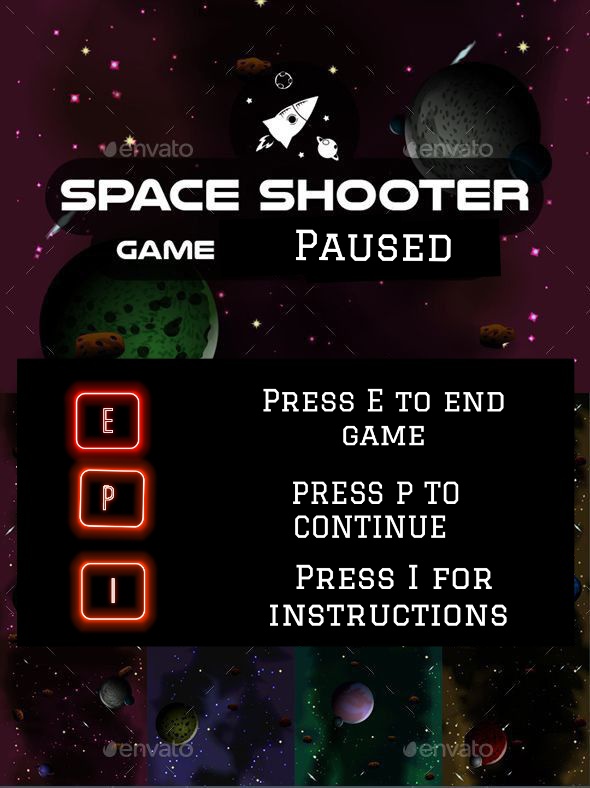 envato envato
SPACE SHOOTER
GAME PAUSED
E PRESS E TO END
GAME
P PRESS P TO
CONTINUE
I PRESS I FOR
INSTRUCTIONS
envato envato